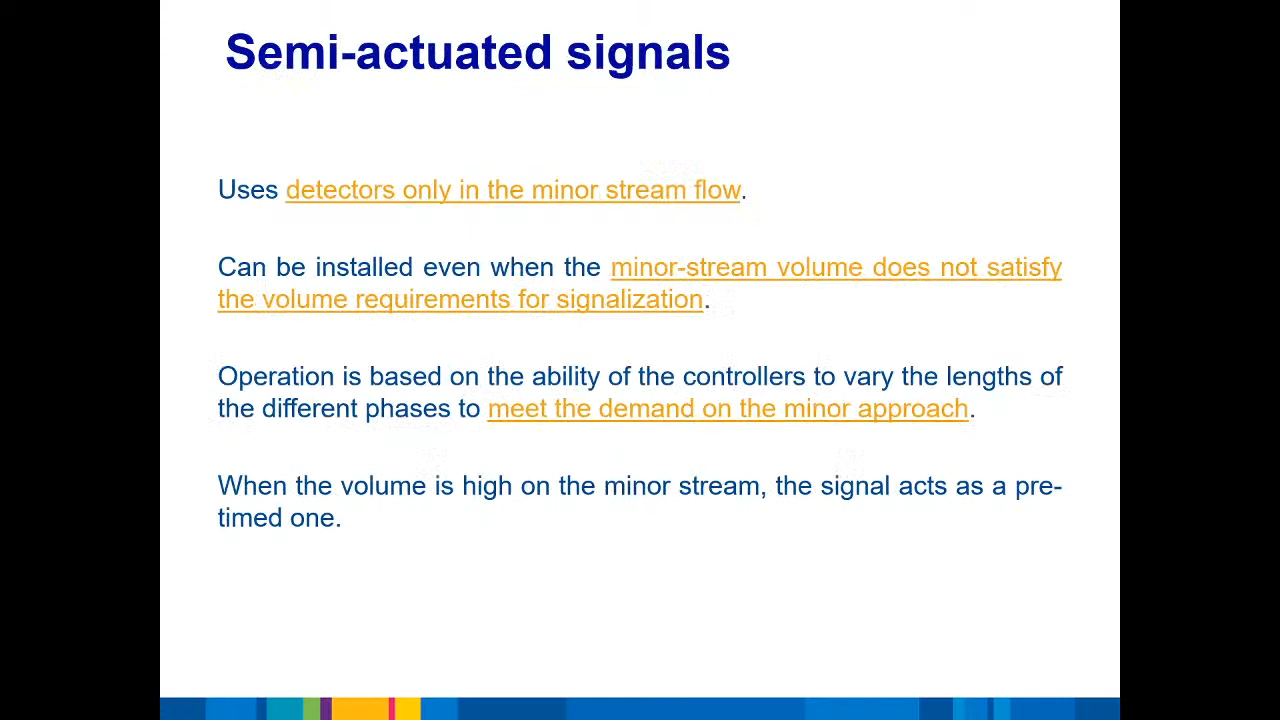 Semi-actuated signals
Uses detectors only in the minor stream flow.
Can be installed even when the minor-stream volume does not satisfy
the volume requirements for signalization.
Operation is based on the ability of the controllers to vary the lengths of
the different phases to meet the demand on the minor approach.
When the volume is high on the minor stream, the signal acts as a pre-
timed one.